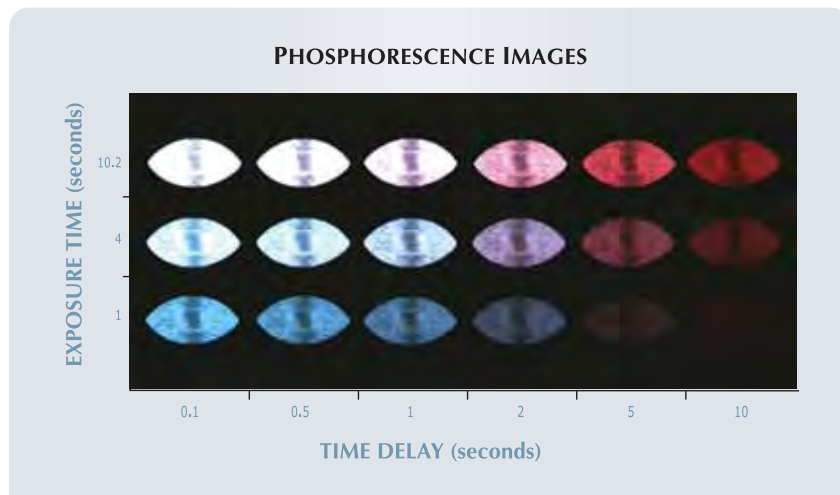 PHOSPHORESCENCE IMAGES
EXPOSURE TIME (seconds)
10.2
4
1
0.1 0.5 1 2 5 10
TIME DELAY (seconds)